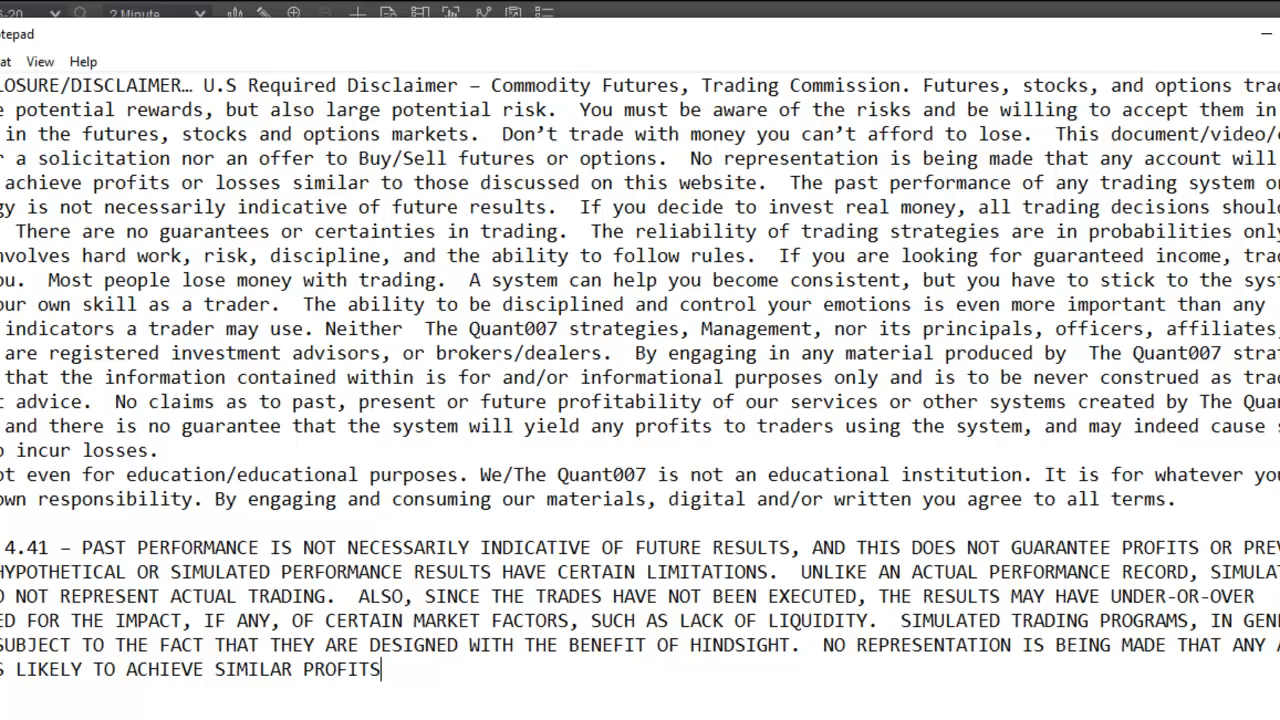 6-20 2 Minute
otepad
at View Help
LOSURE/DISCLAIMER… U.S Required Disclaimer – Commodity Futures, Trading Commission. Futures, stocks, and options trad
e potential rewards, but also large potential risk.  You must be aware of the risks and be willing to accept them in
in the futures, stocks and options markets.  Don’t trade with money you can’t afford to lose.  This document/video/
r a solicitation nor an offer to Buy/Sell futures or options.  No representation is being made that any account will
achieve profits or losses similar to those discussed on this website.  The past performance of any trading system or
gy is not necessarily indicative of future results.  If you decide to invest real money, all trading decisions shoul
There are no guarantees or certainties in trading.  The reliability of trading strategies are in probabilities only
nvolves hard work, risk, discipline, and the ability to follow rules.  If you are looking for guaranteed income, trad
ou.  Most people lose money with trading.  A system can help you become consistent, but you have to stick to the syst
our own skill as a trader.  The ability to be disciplined and control your emotions is even more important than any
indicators a trader may use. Neither  The Quant007 strategies, Management, nor its principals, officers, affiliates
are registered investment advisors, or brokers/dealers.  By engaging in any material produced by  The Quant007 strat
that the information contained within is for and/or informational purposes only and is to be never construed as trad
t advice.  No claims as to past, present or future profitability of our services or other systems created by The Quan
and there is no guarantee that the system will yield any profits to traders using the system, and may indeed cause s
o incur losses.
ot even for education/educational purposes. We/The Quant007 is not an educational institution. It is for whatever you
own responsibility. By engaging and consuming our materials, digital and/or written you agree to all terms.
4.41 – PAST PERFORMANCE IS NOT NECESSARILY INDICATIVE OF FUTURE RESULTS, AND THIS DOES NOT GUARANTEE PROFITS OR PREV
HYPOTHETICAL OR SIMULATED PERFORMANCE RESULTS HAVE CERTAIN LIMITATIONS.  UNLIKE AN ACTUAL PERFORMANCE RECORD, SIMULAT
O NOT REPRESENT ACTUAL TRADING.  ALSO, SINCE THE TRADES HAVE NOT BEEN EXECUTED, THE RESULTS MAY HAVE UNDER-OR-OVER
ED FOR THE IMPACT, IF ANY, OF CERTAIN MARKET FACTORS, SUCH AS LACK OF LIQUIDITY.  SIMULATED TRADING PROGRAMS, IN GENE
SUBJECT TO THE FACT THAT THEY ARE DESIGNED WITH THE BENEFIT OF HINDSIGHT.  NO REPRESENTATION IS BEING MADE THAT ANY A
S LIKELY TO ACHIEVE SIMILAR PROFITS